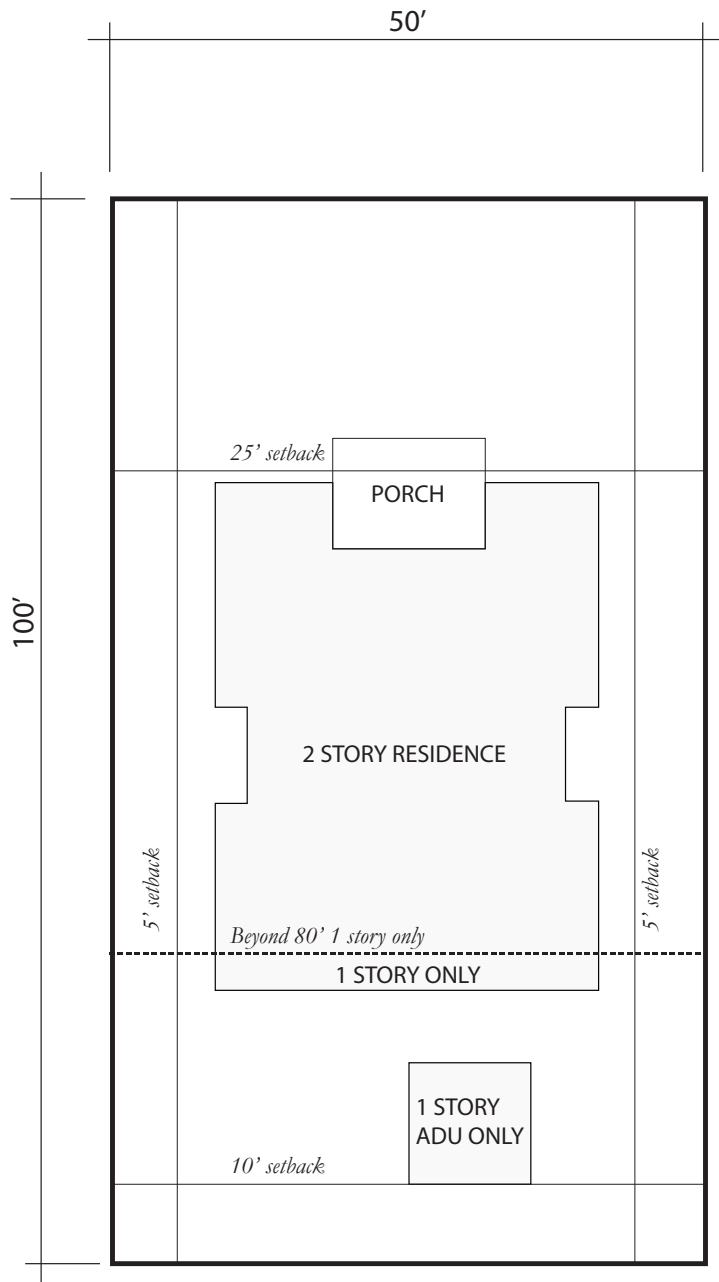 50’
25’ setback
PORCH
100’
2 STORY RESIDENCE
5’ setback
5’ setback
Beyond 80’ 1 story only
1 STORY ONLY
1 STORY
ADU ONLY
10’ setback